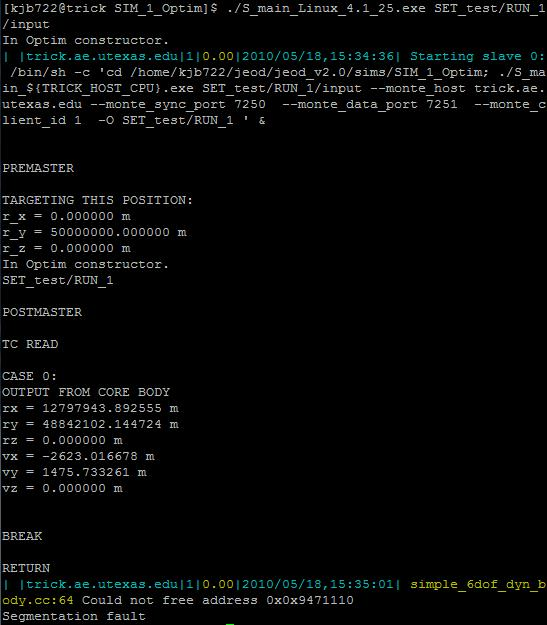 [kjb722@trick SIM_1_Optim]$ ./S_main_Linux_4.1_25.exe SET_test/RUN_1
/input
In Optim constructor.
| |trick.ae.utexas.edu|1|0.00|2010/05/18,15:34:36| Starting slave 0:
 /bin/sh -c 'cd /home/kjb722/jeod/jeod_v2.0/sims/SIM_1_Optim; ./S_ma
in_${TRICK_HOST_CPU}.exe SET_test/RUN_1/input --monte_host trick.ae.
utexas.edu --monte_sync_port 7250  --monte_data_port 7251  --monte_c
lient_id 1  -O SET_test/RUN_1 ' &
PREMASTER
TARGETING THIS POSITION:
r_x = 0.000000 m
r_y = 50000000.000000 m
r_z = 0.000000 m
In Optim constructor.
SET_test/RUN_1
POSTMASTER
TC READ
CASE 0:
OUTPUT FROM CORE BODY
rx = 12797943.892555 m
ry = 48842102.144724 m
rz = 0.000000 m
vx = -2623.016678 m
vy = 1475.733261 m
vz = 0.000000 m
BREAK
RETURN
| |trick.ae.utexas.edu|1|0.00|2010/05/18,15:35:01| simple_6dof_dyn_b
ody.cc:64 Could not free address 0x0x9471110
Segmentation fault